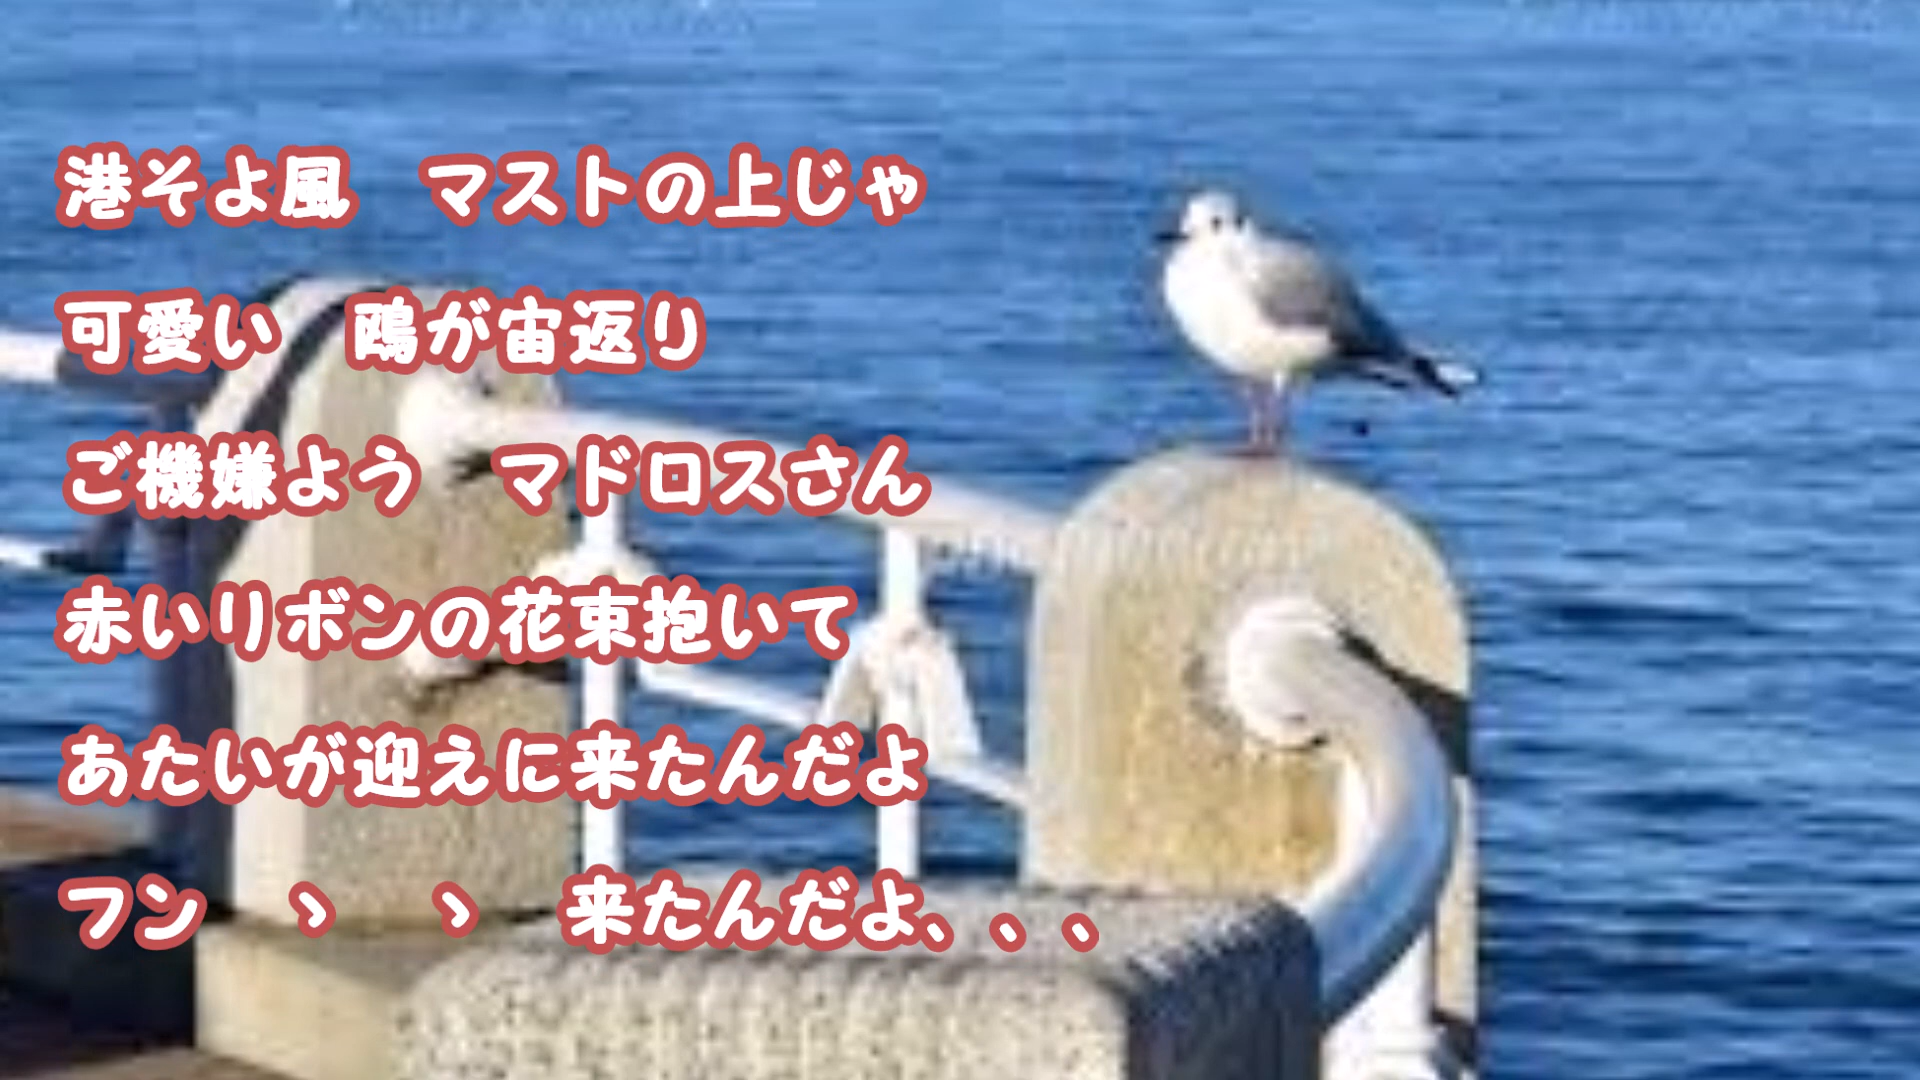 港そよ風　マストの上じゃ
可愛い　鴎が宙返り
ご機嫌よう　マドロスさん
赤いリボンの花束抱いて
あたいが迎えに来たんだよ
フン　ヽ　ヽ　来たんだよ、、、